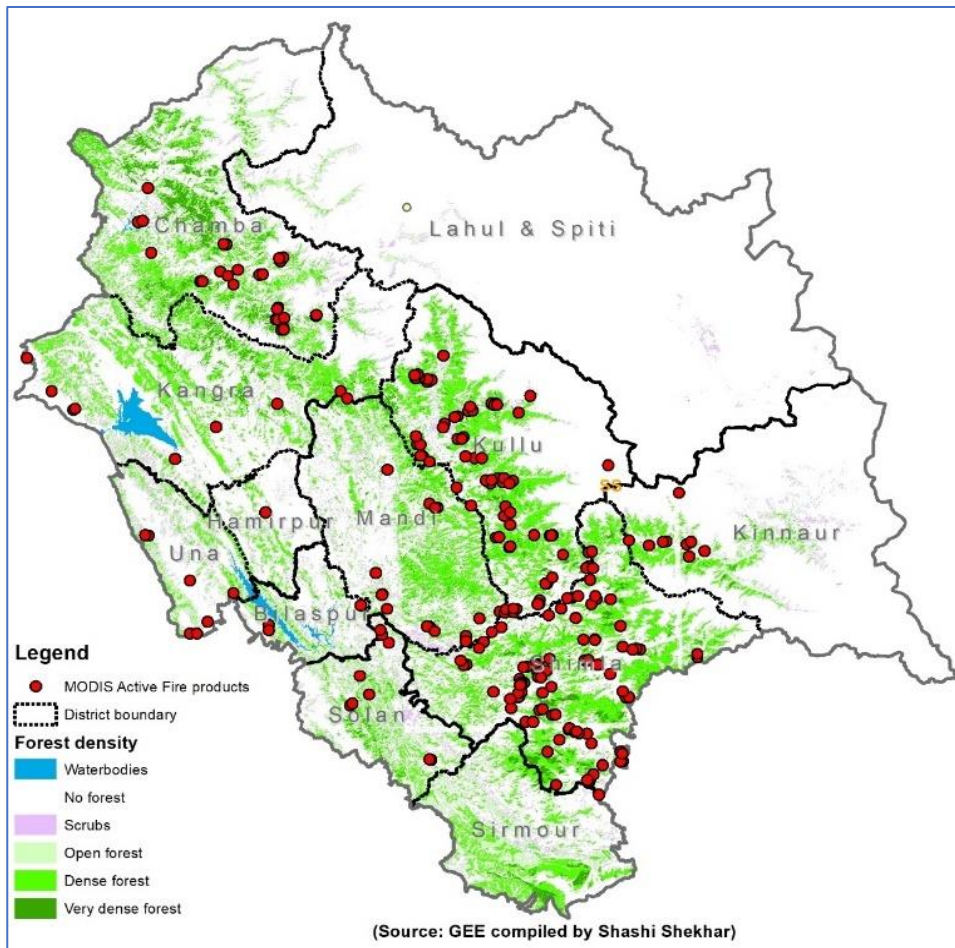 Chamba
Lahul & Spiti
Kangra
Kullu
Hamirpur
Mandi
Kinnaur
Una
Bilaspur
Shimla
Solan
Sirmour
Legend
MODIS Active Fire products
District boundary
Forest density
Waterbodies
No forest
Scrubs
Open forest
Dense forest
Very dense forest
(Source: GEE compiled by Shashi Shekhar)